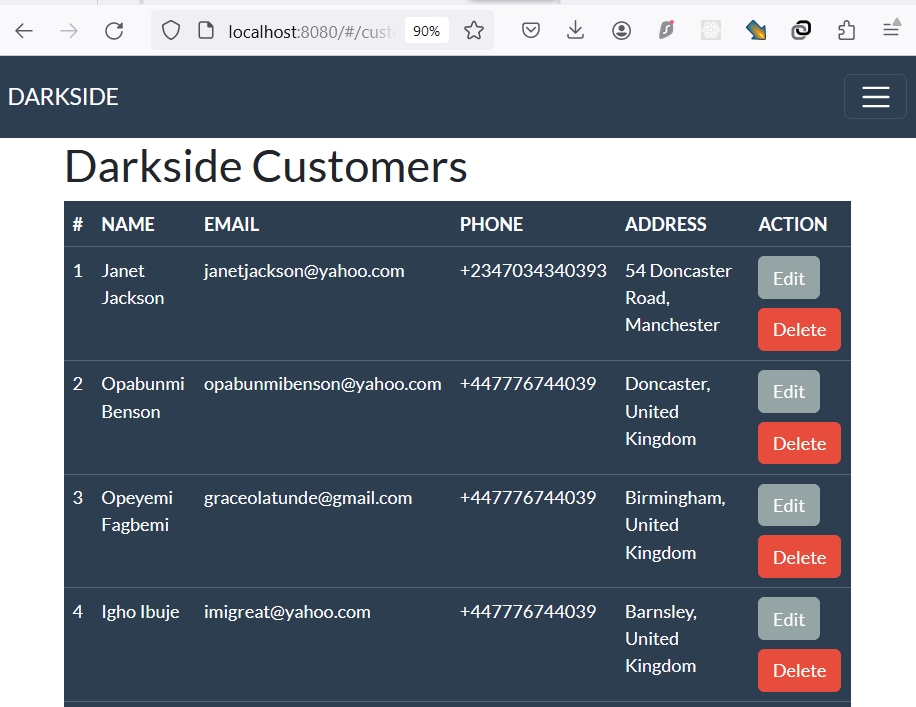 localhost:8080/#/cust
90%
DARKSIDE
Darkside Customers
# NAME EMAIL PHONE ADDRESS ACTION
1 Janet janetjackson@yahoo.com +2347034340393 54 Doncaster Edit
Jackson Road,
Manchester Delete
2 Opabunmi opabunmibenson@yahoo.com +447776744039 Doncaster, Edit
Benson United
Kingdom Delete
3 Opeyemi graceolatunde@gmail.com +447776744039 Birmingham, Edit
Fagbemi United
Kingdom Delete
4 Igho Ibuje imigreat@yahoo.com +447776744039 Barnsley, Edit
United
Kingdom Delete